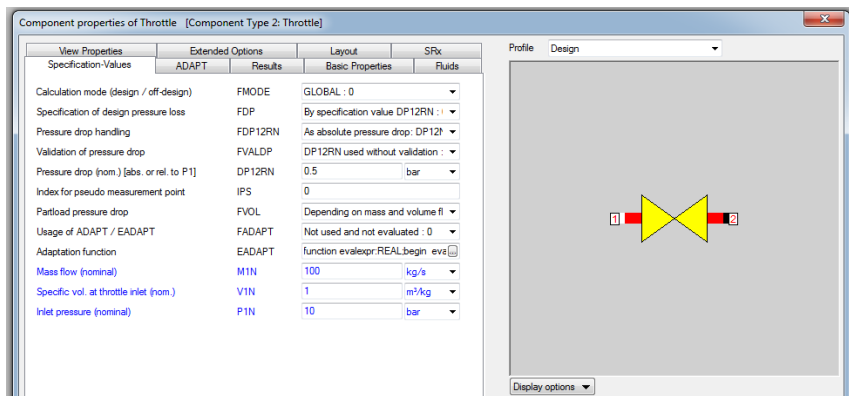 Component properties of Throttle [Component Type 2: Throttle]
View Properties Extended Options Layout SRx
Specification-Values ADAPT Results Basic Properties Fluids
Profile Design
Calculation mode (design / off-design) FMODE GLOBAL : 0
Specification of design pressure loss FDP By specification value DP12RN :
Pressure drop handling FDP12RN As absolute pressure drop: DP12
Validation of pressure drop FVALDP DP12RN used without validation :
Pressure drop (nom.) [abs. or rel.to P1] DP12RN 0.5 bar
Index for pseudo measurement point IPS 0
Partload pressure drop FVOL Depending on mass and volume fl
Usage of ADAPT / EADAPT FADAPT Not used and not evaluated : 0
Adaptation function EADAPT function evalexpr:REAL;begin eva ...
Mass flow (nominal) M1N 100 kg/s
Specific vol. at throttle inlet (nom.) V1N 1 m³/kg
Inlet pressure (nominal) P1N 10 bar
1 2
Display options